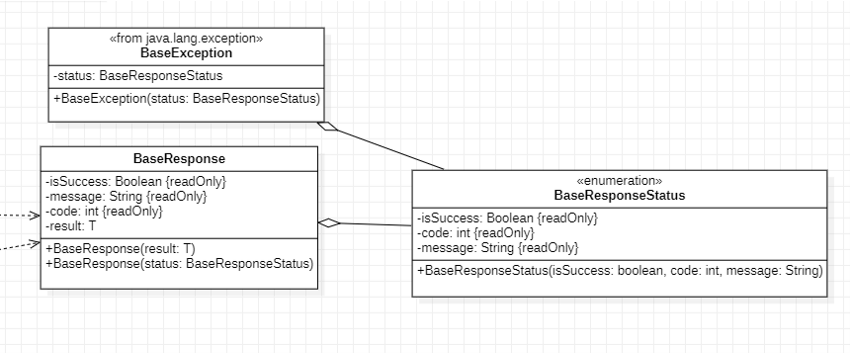 «from java.lang.exception»
BaseException
-status: BaseResponseStatus
+BaseException(status: BaseResponseStatus)
BaseResponse
-isSuccess: Boolean {readOnly}
-message: String {readOnly}
-code: int {readOnly}
-result: T
+BaseResponse(result: T)
+BaseResponse(status: BaseResponseStatus)
«enumeration»
BaseResponseStatus
-isSuccess: Boolean {readOnly}
-code: int {readOnly}
-message: String {readOnly}
+BaseResponseStatus(isSuccess: boolean, code: int, message: String)